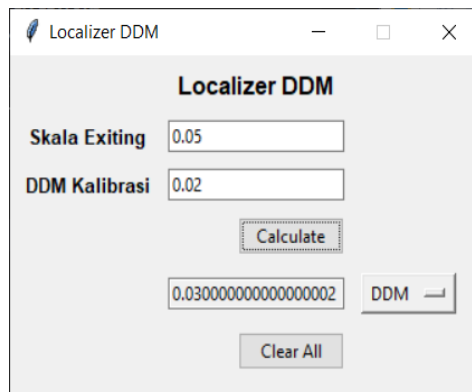 Localizer DDM
Localizer DDM
Skala Exiting 0.05
DDM Kalibrasi 0.02
Calculate
0.030000000000000002 DDM
Clear All